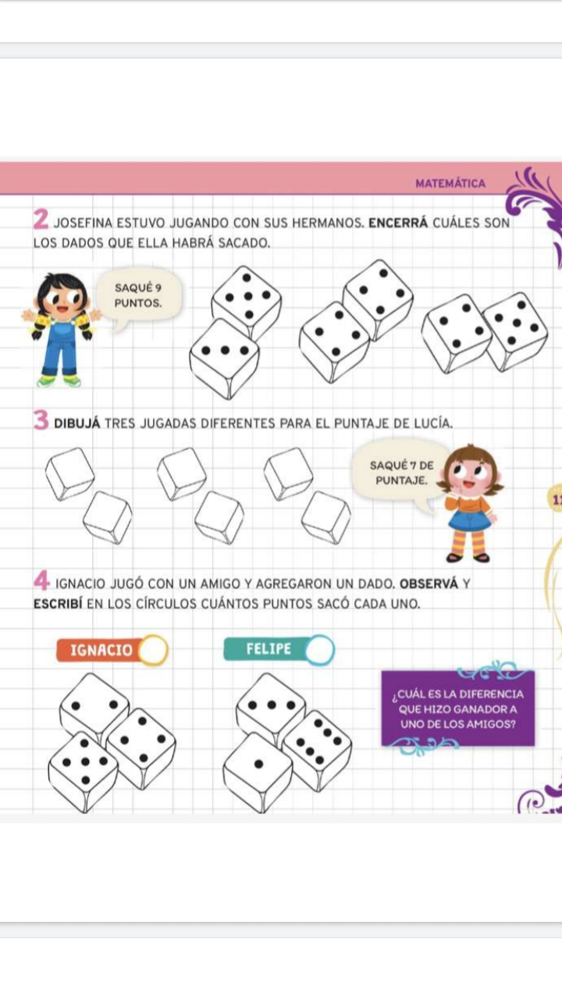 MATEMÁTICA
2 JOSEFINA ESTUVO JUGANDO CON SUS HERMANOS. ENCERRÁ CUÁLES SON
LOS DADOS QUE ELLA HABRÁ SACADO.
SAQUÉ 9
PUNTOS.
3 DIBUJÁ TRES JUGADAS DIFERENTES PARA EL PUNTAJE DE LUCÍA.
SAQUÉ 7 DE
PUNTAJE.
4 IGNACIO JUGÓ CON UN AMIGO Y AGREGARON UN DADO. OBSERVÁ Y
ESCRIBÍ EN LOS CÍRCULOS CUÁNTOS PUNTOS SACÓ CADA UNO.
IGNACIO
FELIPE
¿CUÁL ES LA DIFERENCIA
QUE HIZO GANADOR A
UNO DE LOS AMIGOS?